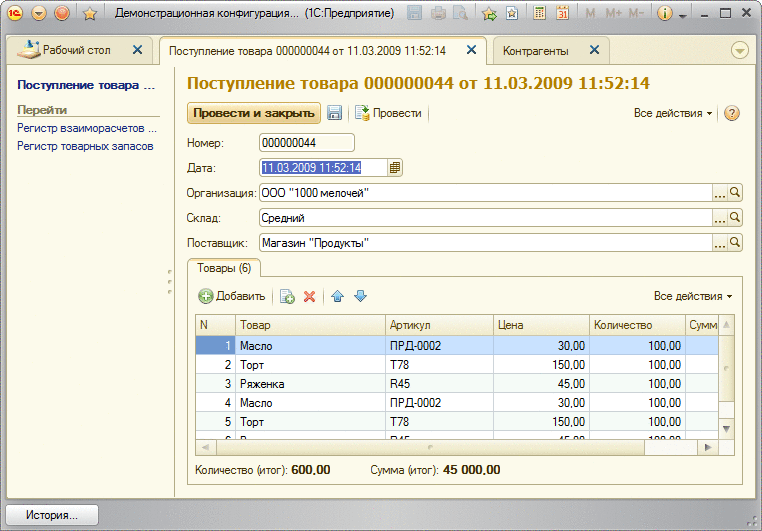 Демонстрационная конфигурация... (1С:Предприятие) M M+ M-
Рабочий стол Поступление товара 000000044 от 11.03.2009 11:52:14 Контрагенты
Поступление товара ...
Перейти
Регистр взаиморасчетов ...
Регистр товарных запасов
Поступление товара 000000044 от 11.03.2009 11:52:14
Провести и закрыть Провести Все действия
Номер: 000000044
Дата: 11.03.2009 11:52:14
Организация: ООО "1000 мелочей" ...
Склад: Средний ...
Поставщик: Магазин "Продукты" ...
Товары (6)
Добавить Все действия
N Товар Артикул Цена Количество Сумм
1 Масло ПРД-0002 30,00 100,00
2 Торт Т78 150,00 100,00
3 Ряженка R45 45,00 100,00
4 Масло ПРД-0002 30,00 100,00
5 Торт Т78 150,00 100,00
Количество (итог): 600,00 Сумма (итог): 45 000,00
История...